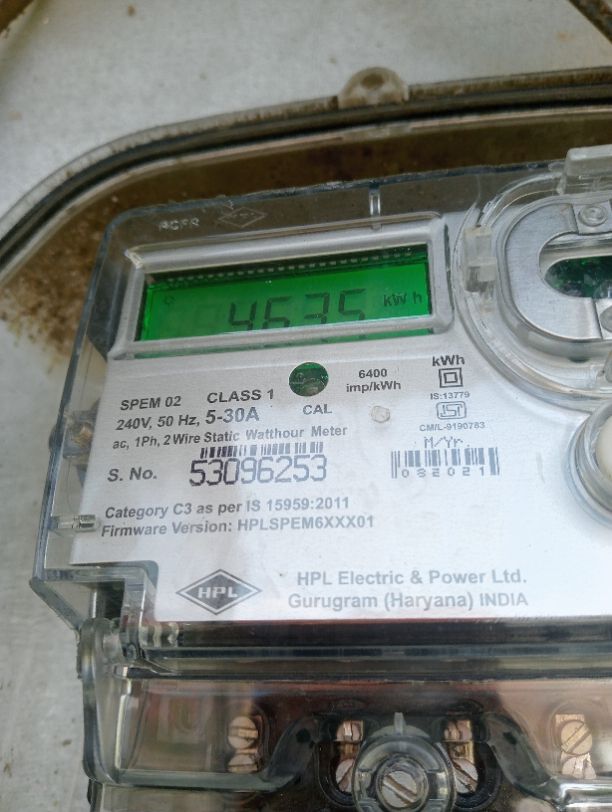 4635 kWh
SPEM 02 CLASS 1
240V, 50 Hz, 5-30A
CAL
6400
imp/kWh
ac, 1Ph, 2 Wire Static Watthour Meter
S. No. 53096253
kWh
IS:13779
ISI
CM/L-9190783
M/Yr.
082021
Category C3 as per IS 15959:2011
Firmware Version: HPLSPEM6XXX01
HPL
HPL Electric & Power Ltd.
Gurugram (Haryana) INDIA